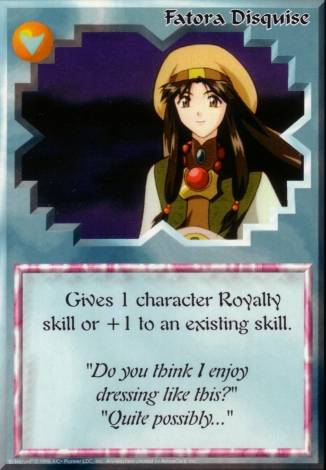 Fatora Disquise
Gives 1 character Royalty
skill or +1 to an existing skill.
"Do you think I enjoy
dressing like this?"
"Quite possibly..."